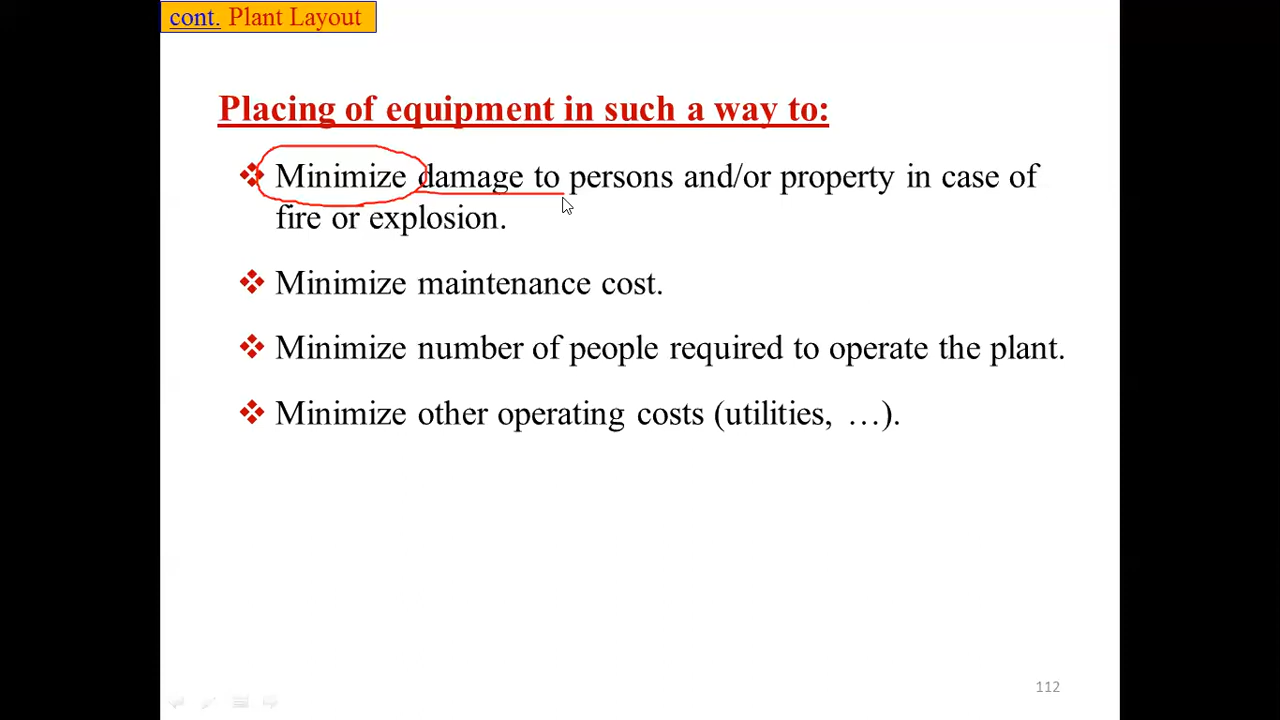 cont. Plant Layout
Placing of equipment in such a way to:
❖ Minimize damage to persons and/or property in case of
fire or explosion.
❖ Minimize maintenance cost.
❖ Minimize number of people required to operate the plant.
❖ Minimize other operating costs (utilities, …).
112